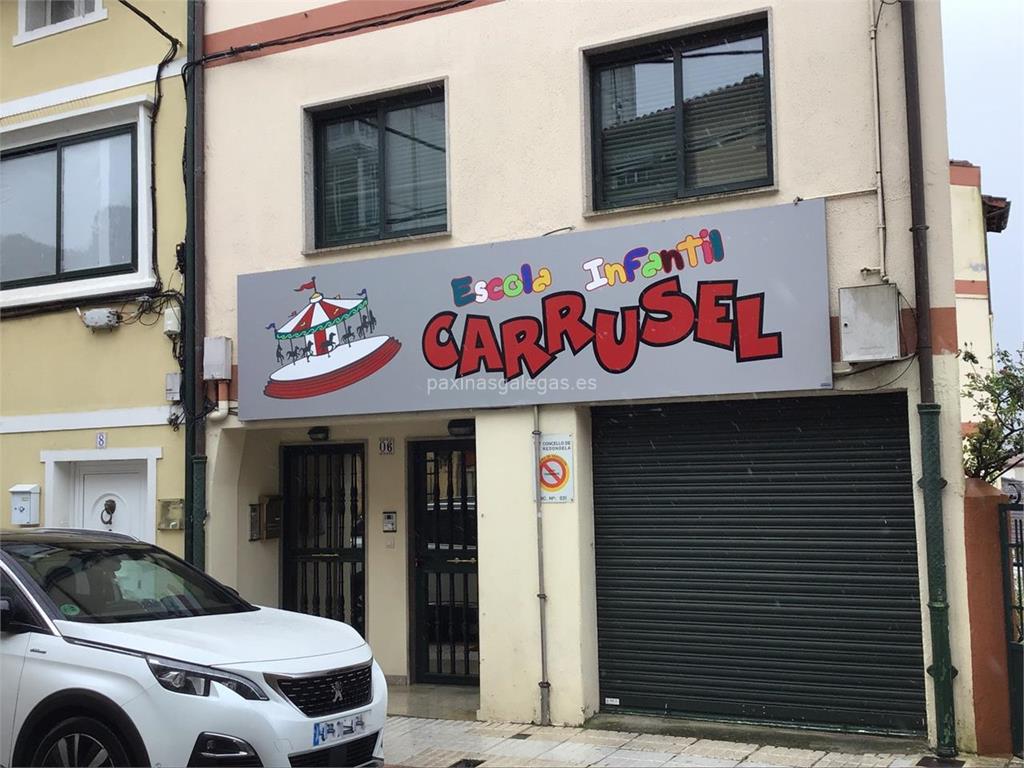 Escola Infantil
CARRUSEL
paxinasgalegas.es
8
06
CONCELLO DE
REDONDELA